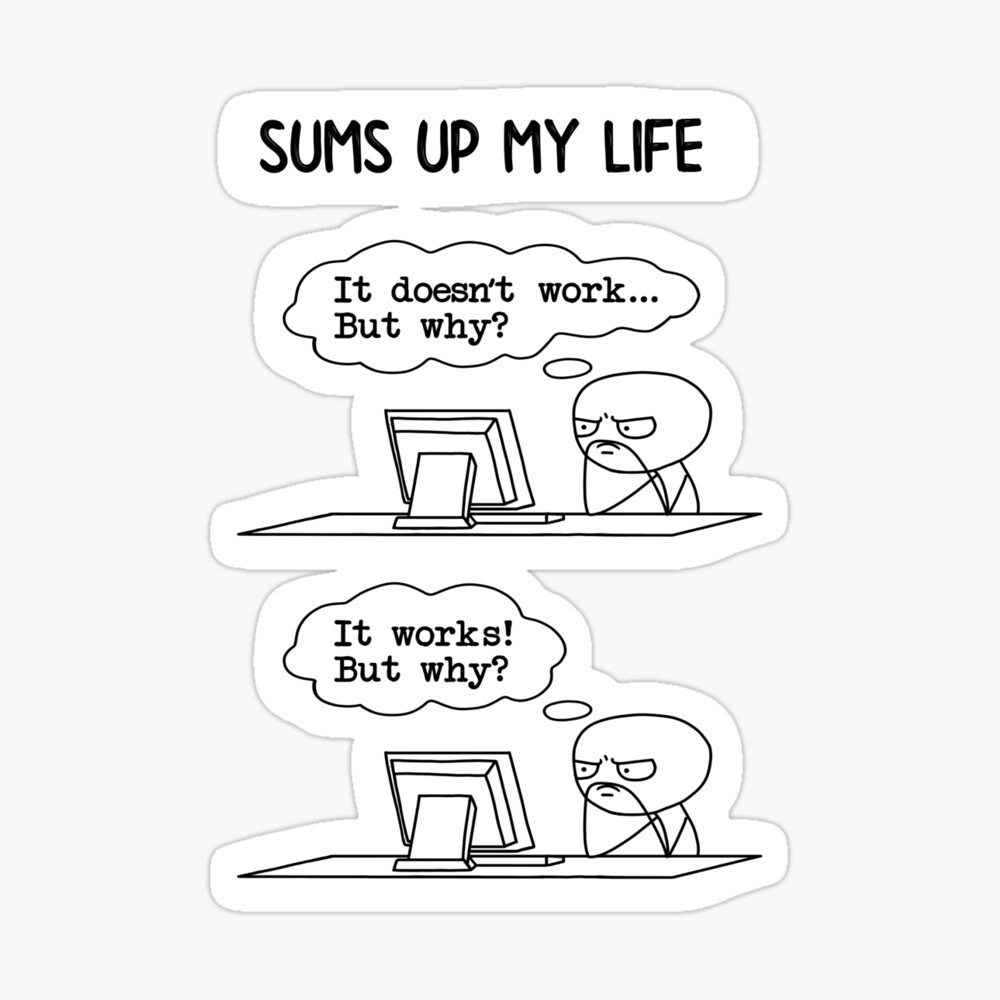 SUMS UP MY LIFE
It doesn't work...
But why?
It works!
But why?